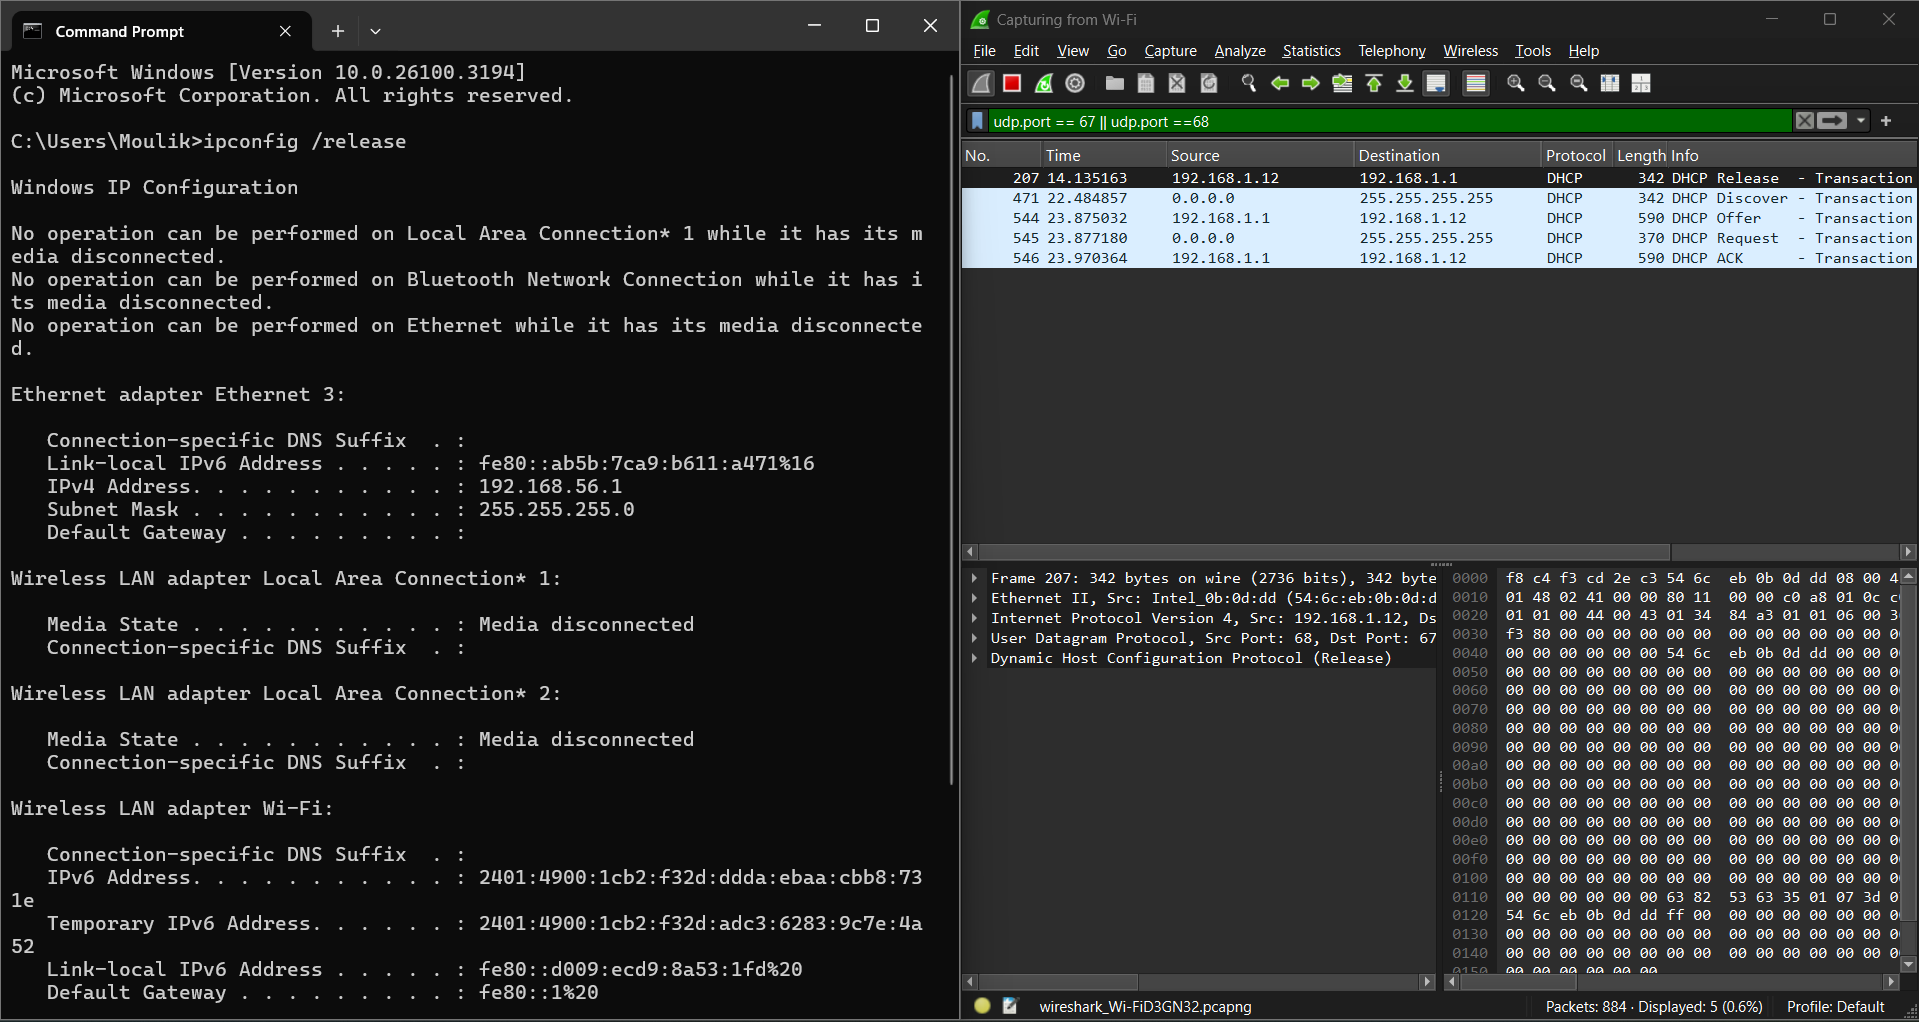 Command Prompt
Microsoft Windows [Version 10.0.26100.3194]
(c) Microsoft Corporation. All rights reserved.
C:\Users\Moulik>ipconfig /release
Windows IP Configuration
No operation can be performed on Local Area Connection* 1 while it has its m
edia disconnected.
No operation can be performed on Bluetooth Network Connection while it has i
ts media disconnected.
No operation can be performed on Ethernet while it has its media disconnecte
d.
Ethernet adapter Ethernet 3:
Connection-specific DNS Suffix  . :
Link-local IPv6 Address . . . . . : fe80::ab5b:7ca9:b611:a471%16
IPv4 Address. . . . . . . . . . . : 192.168.56.1
Subnet Mask . . . . . . . . . . . : 255.255.255.0
Default Gateway . . . . . . . . . :
Wireless LAN adapter Local Area Connection* 1:
Media State . . . . . . . . . . . : Media disconnected
Connection-specific DNS Suffix  . :
Wireless LAN adapter Local Area Connection* 2:
Media State . . . . . . . . . . . : Media disconnected
Connection-specific DNS Suffix  . :
Wireless LAN adapter Wi-Fi:
Connection-specific DNS Suffix  . :
IPv6 Address. . . . . . . . . . . : 2401:4900:1cb2:f32d:ddda:ebaa:cbb8:73
1e
Temporary IPv6 Address. . . . . . : 2401:4900:1cb2:f32d:adc3:6283:9c7e:4a
52
Link-local IPv6 Address . . . . . : fe80::d009:ecd9:8a53:1fd%20
Default Gateway . . . . . . . . . : fe80::1%20
Capturing from Wi-Fi
File Edit View Go Capture Analyze Statistics Telephony Wireless Tools Help
udp.port == 67 || udp.port ==68
No. Time Source Destination Protocol Length Info
207 14.135163 192.168.1.12 192.168.1.1 DHCP 342 DHCP Release - Transaction
471 22.484857 0.0.0.0 255.255.255.255 DHCP 342 DHCP Discover - Transaction
544 23.875032 192.168.1.1 192.168.1.12 DHCP 590 DHCP Offer - Transaction
545 23.877180 0.0.0.0 255.255.255.255 DHCP 370 DHCP Request - Transaction
546 23.970364 192.168.1.1 192.168.1.12 DHCP 590 DHCP ACK - Transaction
Frame 207: 342 bytes on wire (2736 bits), 342 byte
Ethernet II, Src: Intel_0b:0d:dd (54:6c:eb:0b:0d:d
Internet Protocol Version 4, Src: 192.168.1.12, Ds
User Datagram Protocol, Src Port: 68, Dst Port: 67
Dynamic Host Configuration Protocol (Release)
0000 f8 c4 f3 cd 2e c3 54 6c eb 0b 0d dd 08 00 4
0010 01 48 02 41 00 00 80 11 00 00 c0 a8 01 0c c
0020 01 01 00 44 00 43 01 34 84 a3 01 01 06 00 3
0030 f3 80 00 00 00 00 00 00 00 00 00 00 00 00 0
0040 00 00 00 00 00 00 54 6c eb 0b 0d dd 00 00 0
0050 00 00 00 00 00 00 00 00 00 00 00 00 00 00 0
0060 00 00 00 00 00 00 00 00 00 00 00 00 00 00 0
0070 00 00 00 00 00 00 00 00 00 00 00 00 00 00 0
0080 00 00 00 00 00 00 00 00 00 00 00 00 00 00 0
0090 00 00 00 00 00 00 00 00 00 00 00 00 00 00 0
00a0 00 00 00 00 00 00 00 00 00 00 00 00 00 00 0
00b0 00 00 00 00 00 00 00 00 00 00 00 00 00 00 0
00c0 00 00 00 00 00 00 00 00 00 00 00 00 00 00 0
00d0 00 00 00 00 00 00 00 00 00 00 00 00 00 00 0
00e0 00 00 00 00 00 00 00 00 00 00 00 00 00 00 0
00f0 00 00 00 00 00 00 00 00 00 00 00 00 00 00 0
0100 00 00 00 00 00 00 00 00 00 00 00 00 00 00 0
0110 00 00 00 00 00 00 63 82 53 63 35 01 07 3d 0
0120 54 6c eb 0b 0d dd ff 00 00 00 00 00 00 00 0
0130 00 00 00 00 00 00 00 00 00 00 00 00 00 00 0
0140 00 00 00 00 00 00 00 00 00 00 00 00 00 00 0
0150 00 00 00 00 00 00
wireshark_Wi-FiD3GN32.pcapng
Packets: 884 · Displayed: 5 (0.6%)
Profile: Default